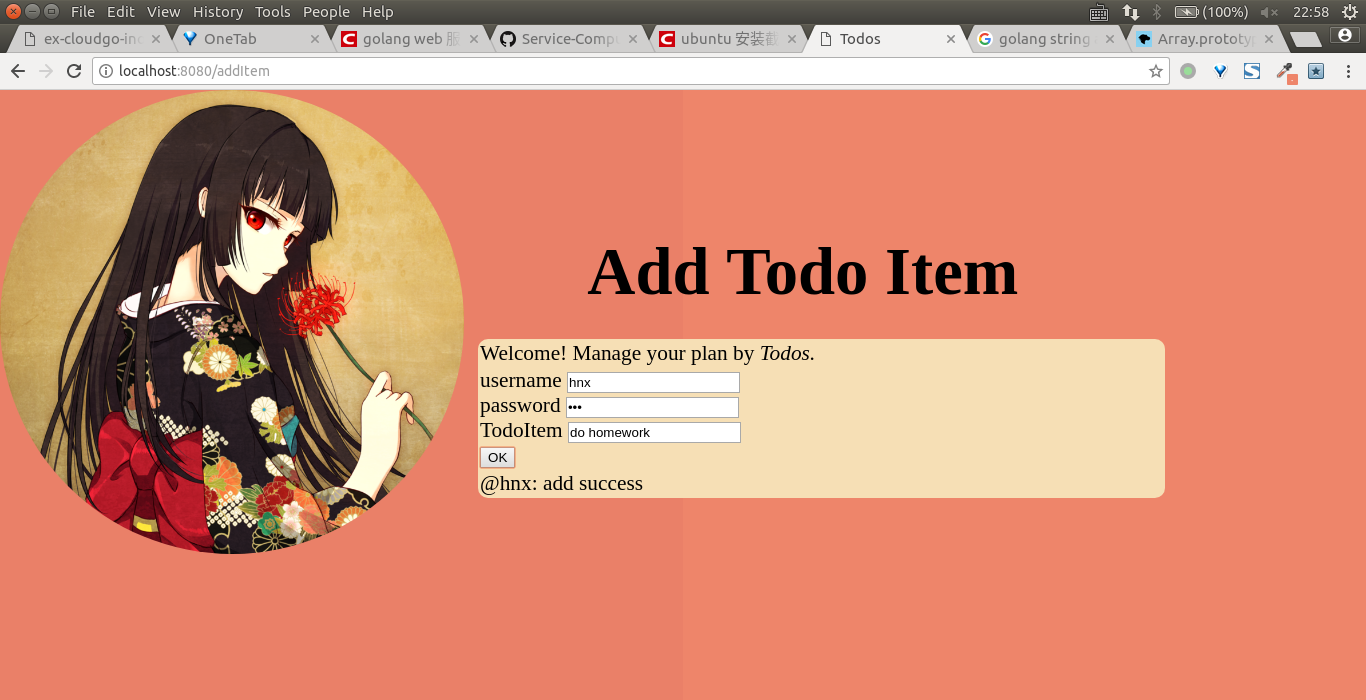 File Edit View History Tools People Help (100%) 22:58
ex-cloudgo-in OneTab golang web 服 Service-Comp ubuntu 安装截 Todos golang string Array.prototyp
localhost:8080/addItem
Add Todo Item
Welcome! Manage your plan by Todos.
username hnx
password •••
TodoItem do homework
OK
@hnx: add success